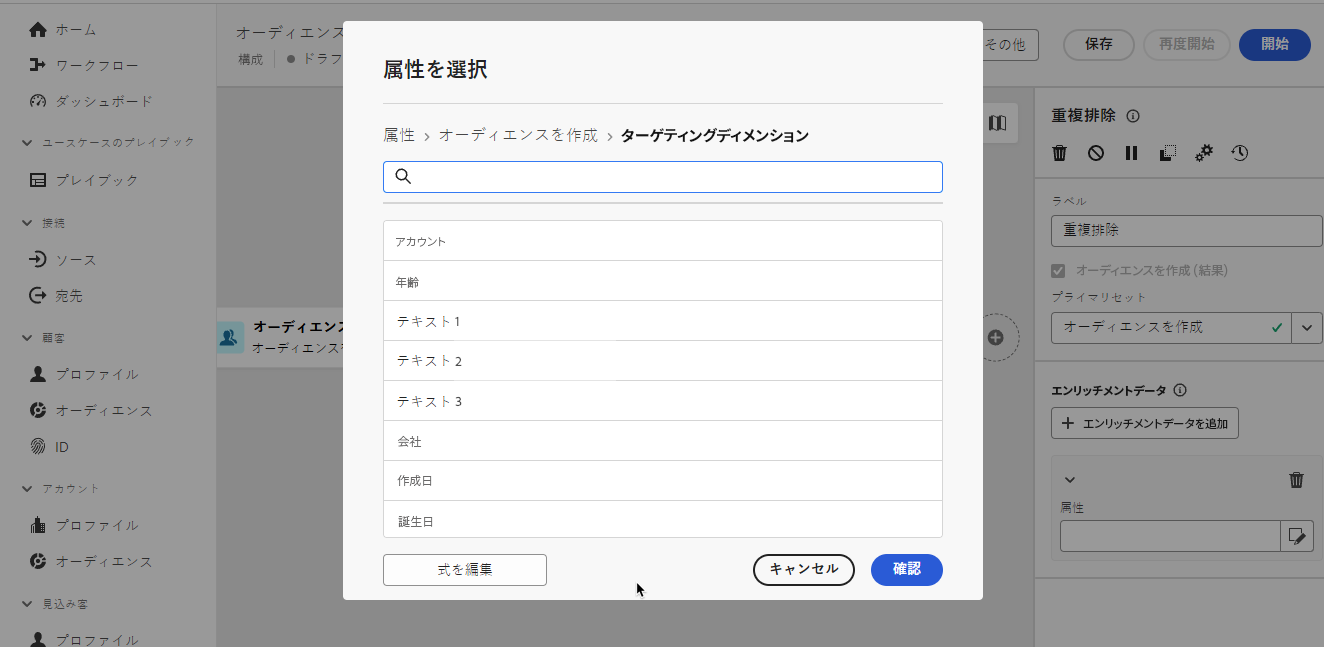 ホーム
ワークフロー
ダッシュボード
ユースケースのプレイブック
プレイブック
接続
ソース
宛先
顧客
プロファイル
オーディエンス
ID
アカウント
プロファイル
オーディエンス
見込み客
プロファイル
オーディエンス
構成
ドラフ
その他
保存
再度開始
開始
オーディエンス
オーディエンスを
属性を選択
属性 › オーディエンスを作成 › ターゲティングディメンション
アカウント
年齢
テキスト 1
テキスト 2
テキスト 3
会社
作成日
誕生日
式を編集
キャンセル
確認
重複排除
ラベル
重複排除
オーディエンスを作成 (結果)
プライマリセット
オーディエンスを作成
エンリッチメントデータ
エンリッチメントデータを追加
属性